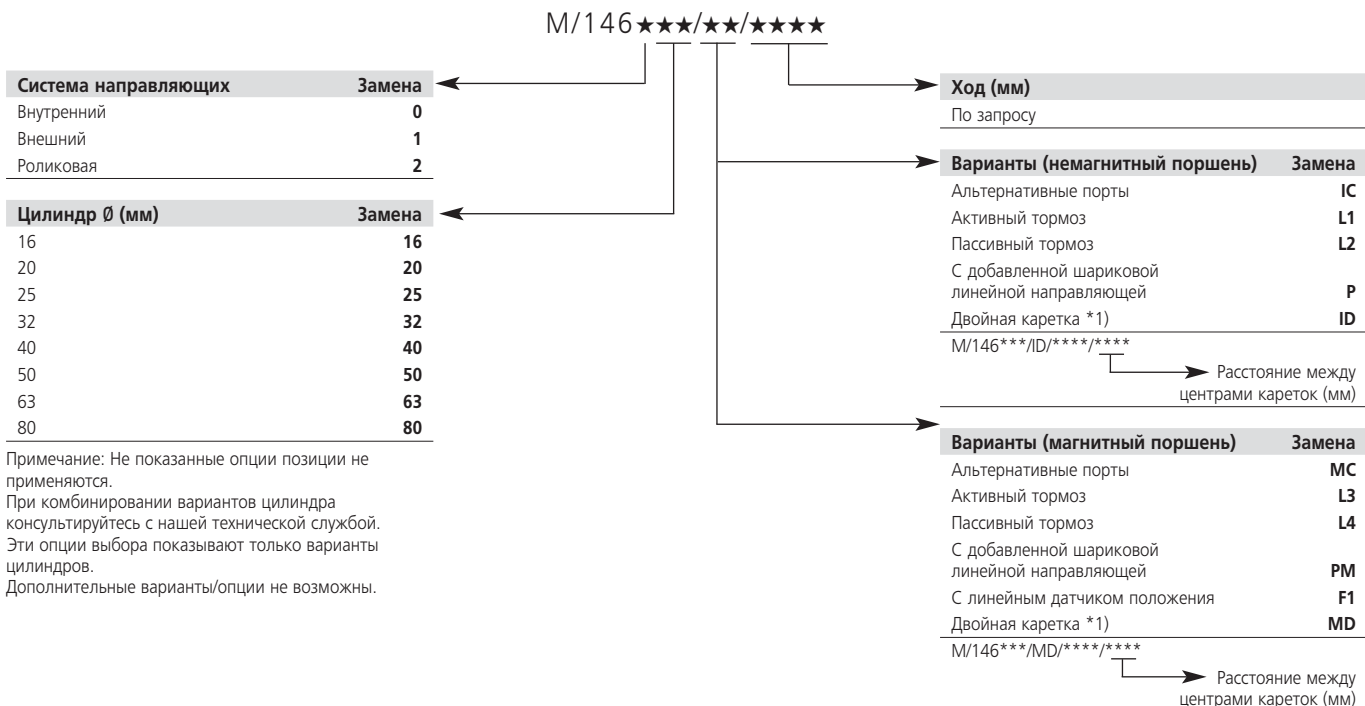 M/146★★★/★★/★★★★
Система направляющих Замена
Внутренний 0
Внешний 1
Роликовая 2
Цилиндр Ø (мм) Замена
16 16
20 20
25 25
32 32
40 40
50 50
63 63
80 80
Примечание: Не показанные опции позиции не
применяются.
При комбинировании вариантов цилиндра
консультируйтесь с нашей технической службой.
Эти опции выбора показывают только варианты
цилиндров.
Дополнительные варианты/опции не возможны.
Ход (мм)
По запросу
Варианты (немагнитный поршень) Замена
Альтернативные порты IC
Активный тормоз L1
Пассивный тормоз L2
С добавленной шариковой
линейной направляющей P
Двойная каретка *1) ID
M/146***/ID/****/****
Расстояние между
центрами кареток (мм)
Варианты (магнитный поршень) Замена
Альтернативные порты MC
Активный тормоз L3
Пассивный тормоз L4
С добавленной шариковой
линейной направляющей PM
С линейным датчиком положения F1
Двойная каретка *1) MD
M/146***/MD/****/****
Расстояние между
центрами кареток (мм)